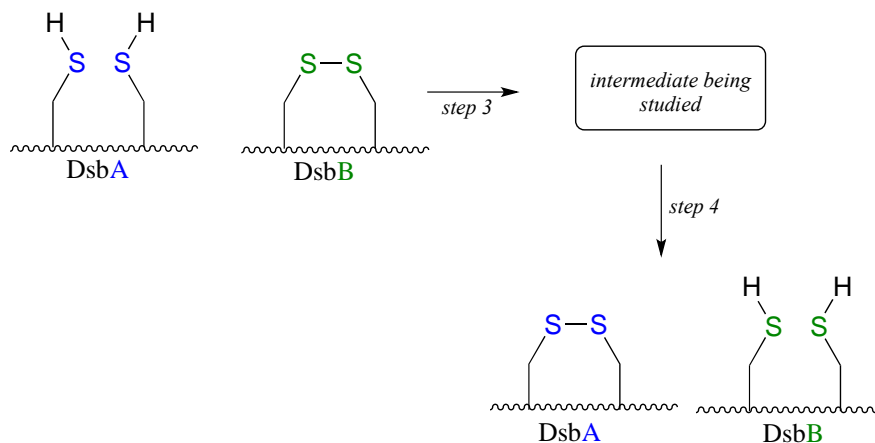 H H
S S S S
step 3
intermediate being
studied
DsbA DsbB
step 4
H H
S S S S
DsbA DsbB